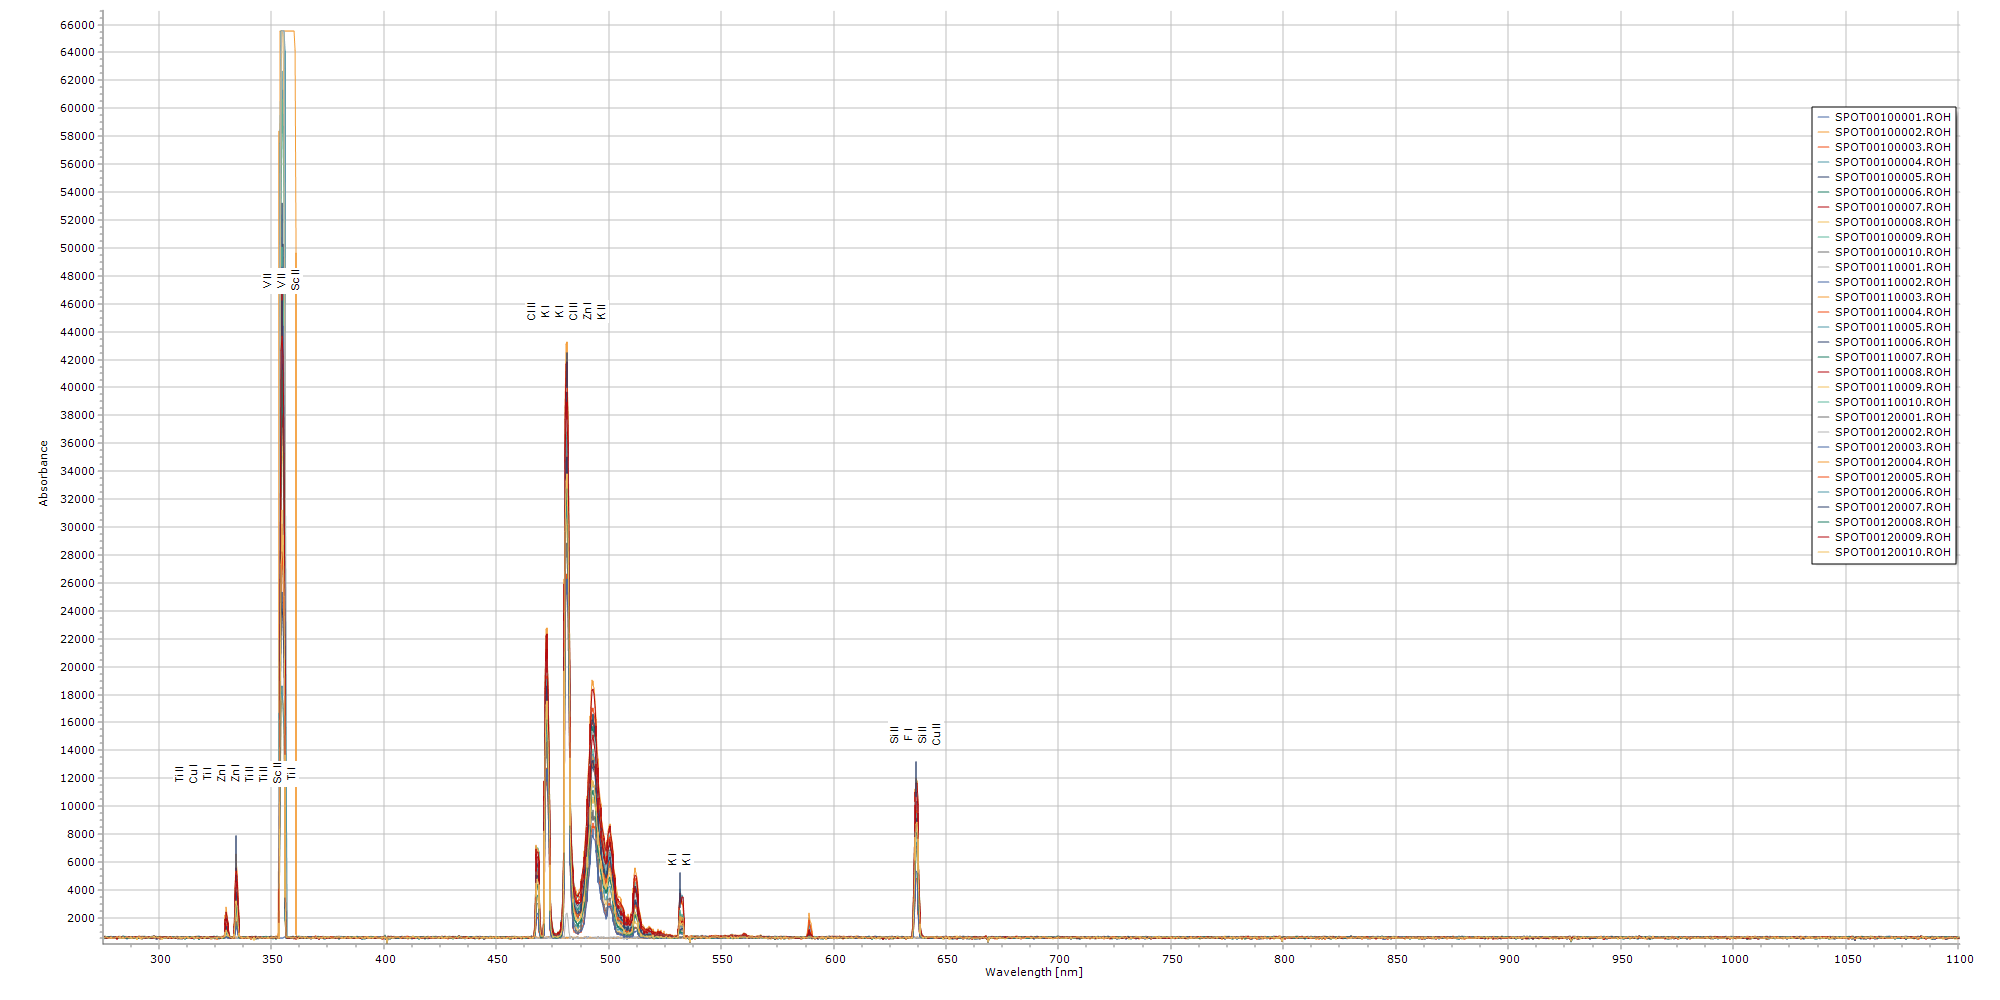 66000
64000
62000
60000
58000
56000
54000
52000
50000
48000
46000
44000
42000
40000
38000
36000
34000
32000
30000
28000
26000
24000
22000
20000
18000
16000
14000
12000
10000
8000
6000
4000
2000
Absorbance
Ti II
Cu I
Ti I
Zn I
Zn I
Ti II
Ti II
Sc II
Ti I
V II
V II
Sc II
Cl II
K I
K I
Cl II
Zn I
K II
K I
K I
Si II
F I
Si II
Cu II
SPOT00100001.ROH
SPOT00100002.ROH
SPOT00100003.ROH
SPOT00100004.ROH
SPOT00100005.ROH
SPOT00100006.ROH
SPOT00100007.ROH
SPOT00100008.ROH
SPOT00100009.ROH
SPOT00100010.ROH
SPOT00110001.ROH
SPOT00110002.ROH
SPOT00110003.ROH
SPOT00110004.ROH
SPOT00110005.ROH
SPOT00110006.ROH
SPOT00110007.ROH
SPOT00110008.ROH
SPOT00110009.ROH
SPOT00110010.ROH
SPOT00120001.ROH
SPOT00120002.ROH
SPOT00120003.ROH
SPOT00120004.ROH
SPOT00120005.ROH
SPOT00120006.ROH
SPOT00120007.ROH
SPOT00120008.ROH
SPOT00120009.ROH
SPOT00120010.ROH
300 350 400 450 500 550 600 650 700 750 800 850 900 950 1000 1050 1100
Wavelength [nm]